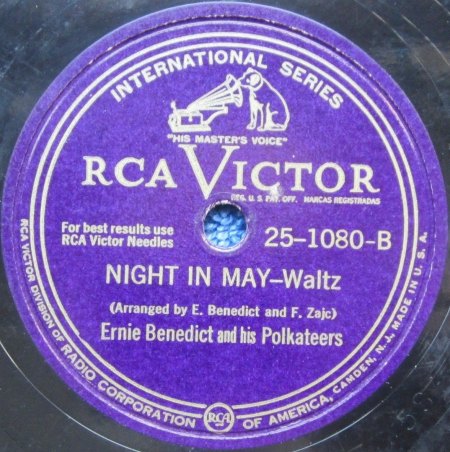 INTERNATIONAL SERIES
"HIS MASTER'S VOICE"
RCA VICTOR
REG. U.S. PAT. OFF. MARCAS REGISTRADAS
For best results use
RCA Victor Needles
25-1080-B
NIGHT IN MAY—Waltz
(Arranged by E. Benedict and F. Zajc)
Ernie Benedict and his Polkateers
RCA VICTOR DIVISION OF RADIO CORPORATION OF AMERICA, CAMDEN, N.J. MADE IN U.S.A.
RCA